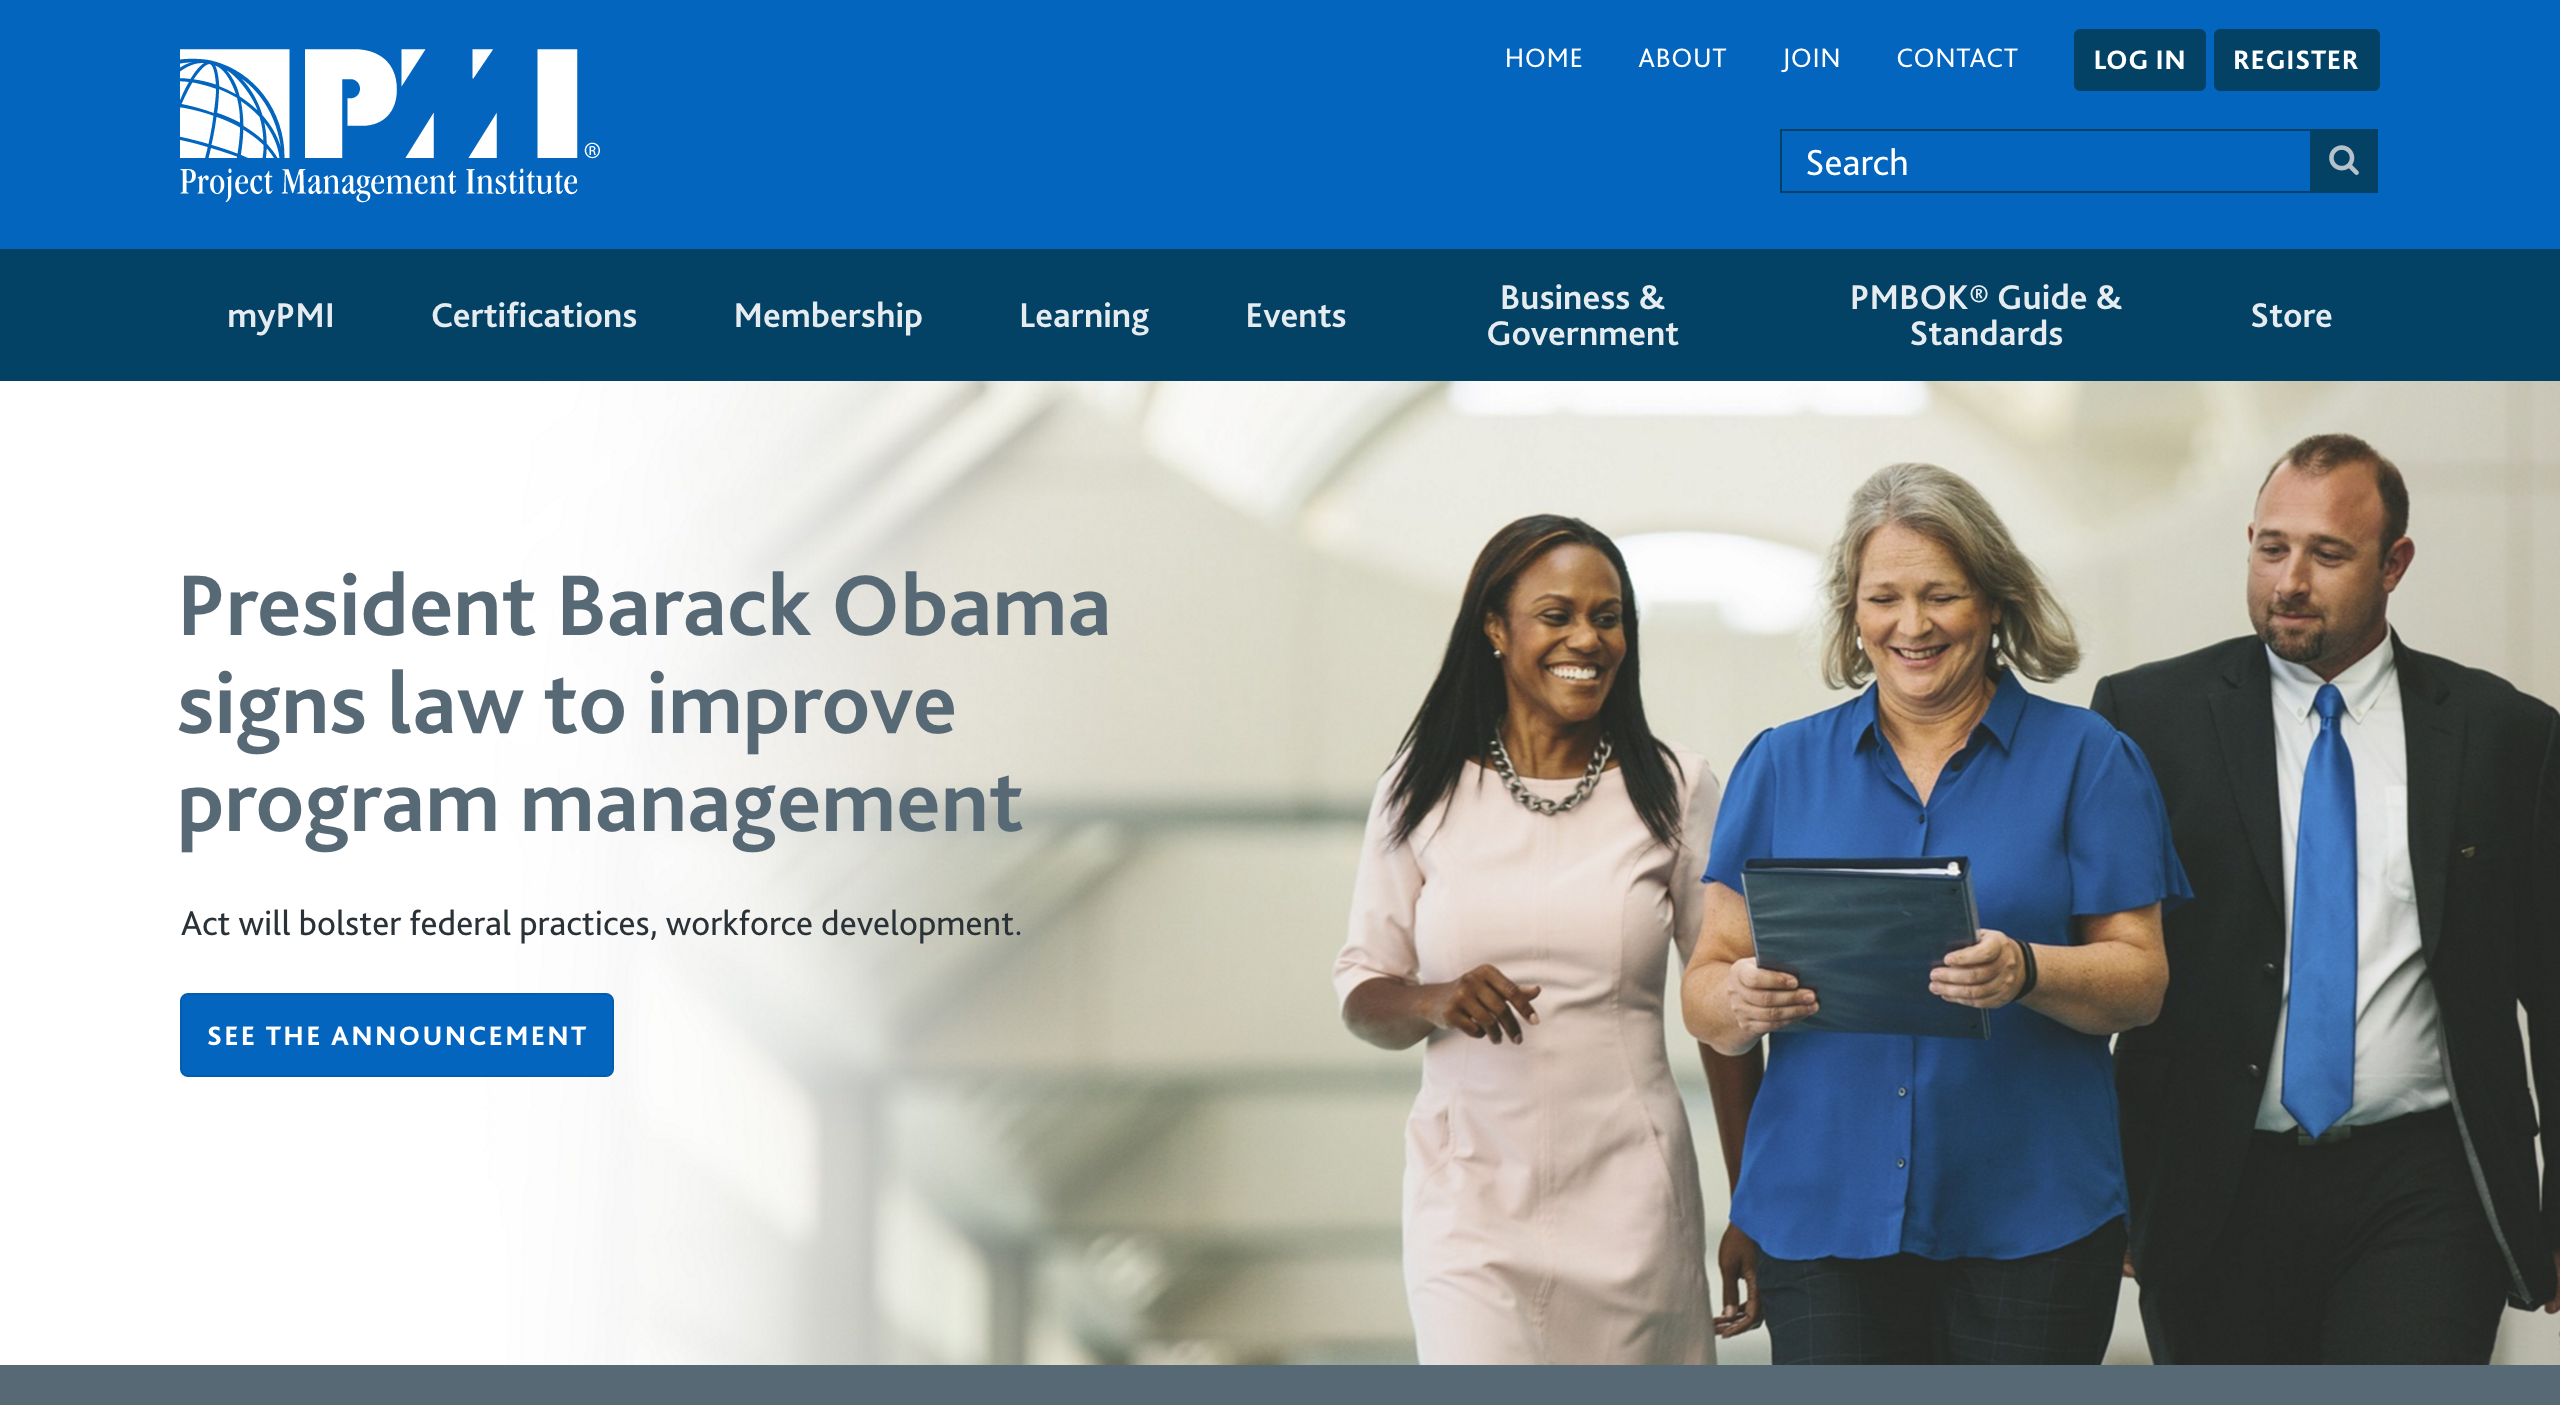 PMI®
Project Management Institute
HOME ABOUT JOIN CONTACT LOG IN REGISTER
Search
myPMI Certifications Membership Learning Events Business & Government PMBOK® Guide & Standards Store
President Barack Obama
signs law to improve
program management
Act will bolster federal practices, workforce development.
SEE THE ANNOUNCEMENT